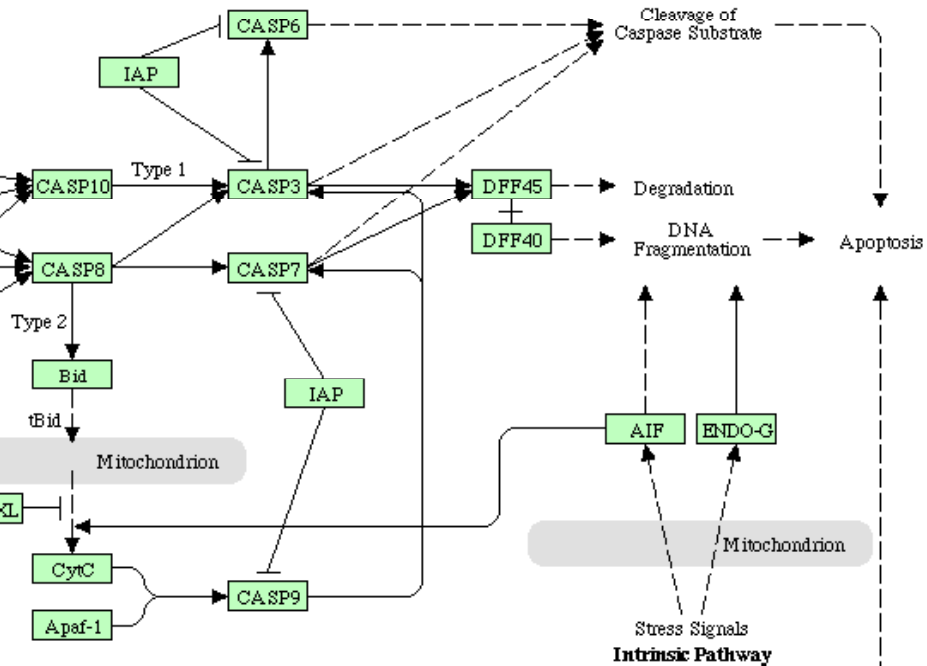 CASP6
Cleavage of
Caspase Substrate
IAP
CASP10
Type 1
CASP3
DFF45
Degradation
DFF40
DNA
Fragmentation
Apoptosis
CASP8
CASP7
Type 2
Bid
IAP
tBid
AIF
ENDO-G
Mitochondrion
XL
Mitochondrion
CytC
CASP9
Apaf-1
Stress Signals
Intrinsic Pathway